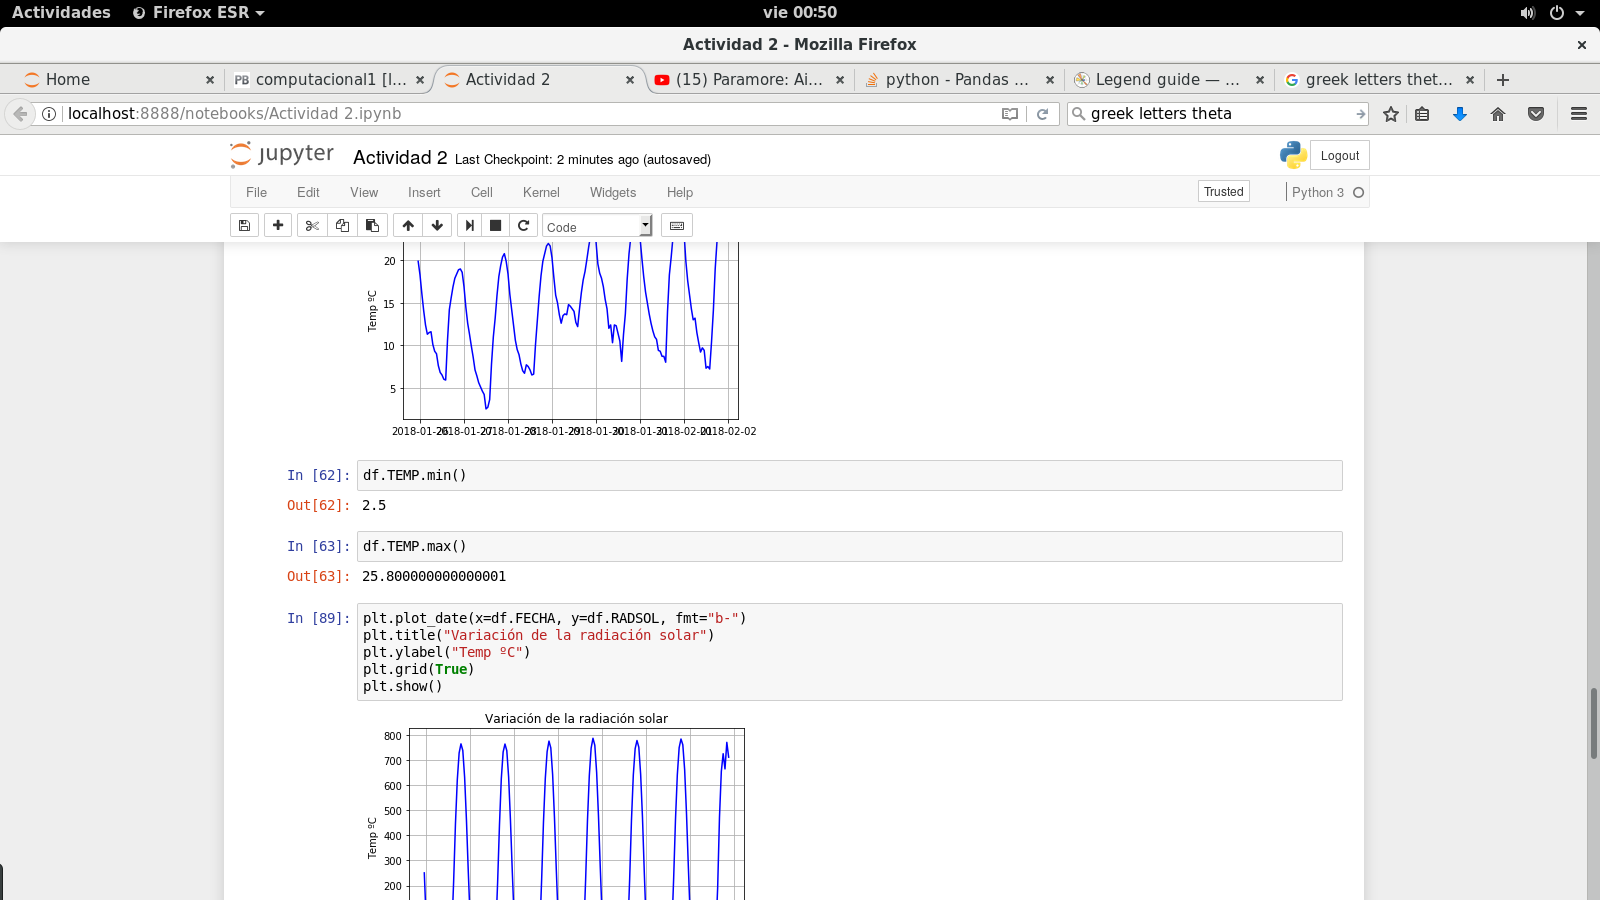 Actividades
Firefox ESR
vie 00:50
Actividad 2 - Mozilla Firefox
Home
computacional1 [l...
Actividad 2
(15) Paramore: Ai...
python - Pandas ...
Legend guide — ...
greek letters thet...
localhost:8888/notebooks/Actividad 2.ipynb
greek letters theta
jupyter
Actividad 2
Last Checkpoint: 2 minutes ago (autosaved)
Logout
File
Edit
View
Insert
Cell
Kernel
Widgets
Help
Trusted
Python 3
Code
20
15
10
5
Temp ºC
2018-01-26
2018-01-27
2018-01-28
2018-01-29
2018-01-30
2018-01-31
2018-02-01
2018-02-02
In [62]:
df.TEMP.min()
Out[62]:
2.5
In [63]:
df.TEMP.max()
Out[63]:
25.800000000000001
In [89]:
plt.plot_date(x=df.FECHA, y=df.RADSOL, fmt="b-")
plt.title("Variación de la radiación solar")
plt.ylabel("Temp ºC")
plt.grid(True)
plt.show()
Variación de la radiación solar
800
700
600
500
400
300
200
Temp ºC